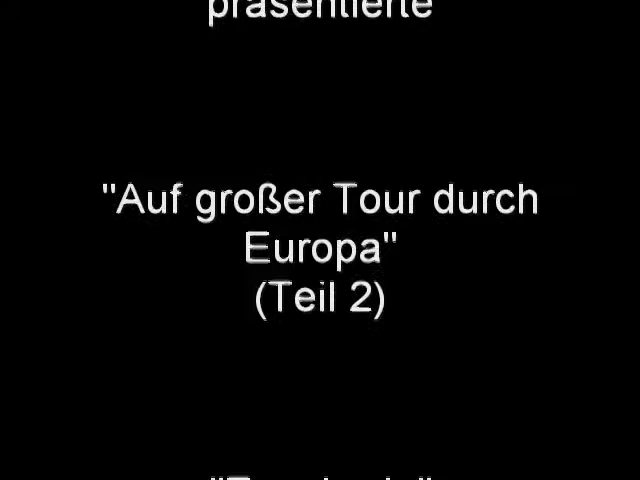 präsentierte
"Auf großer Tour durch
Europa"
(Teil 2)